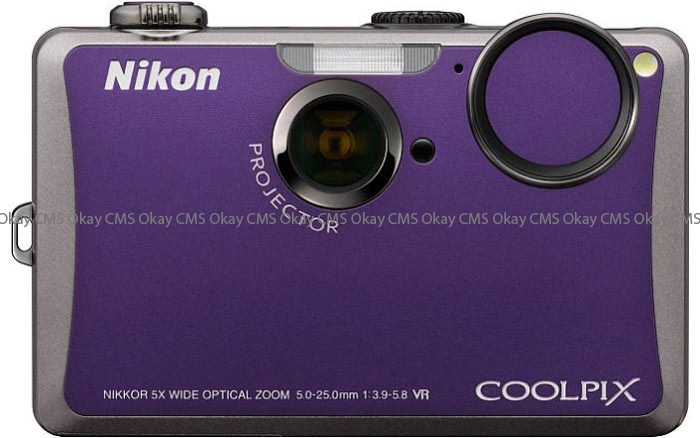 Nikon
PROJECTOR
Okay CMS Okay CMS Okay CMS Okay CMS Okay CMS Okay CMS Okay CMS Okay CMS Okay CMS Okay CMS
NIKKOR 5X WIDE OPTICAL ZOOM 5.0-25.0mm 1:3.9-5.8 VR
COOLPIX